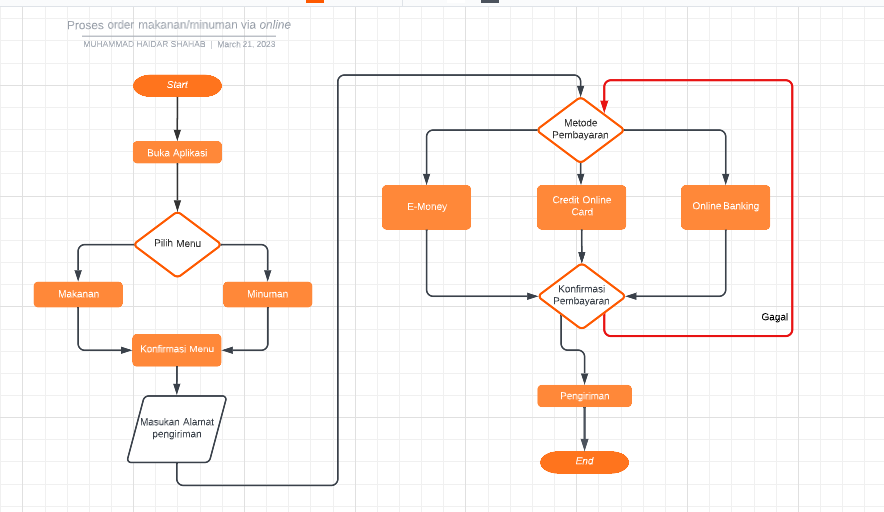 Proses order makanan/minuman via online
MUHAMMAD HAIDAR SHAHAB | March 21, 2023
Start
Buka Aplikasi
Pilih Menu
Makanan
Minuman
Konfirmasi Menu
Masukan Alamat
pengiriman
Metode
Pembayaran
E-Money
Credit Online
Card
Online Banking
Konfirmasi
Pembayaran
Gagal
Pengiriman
End